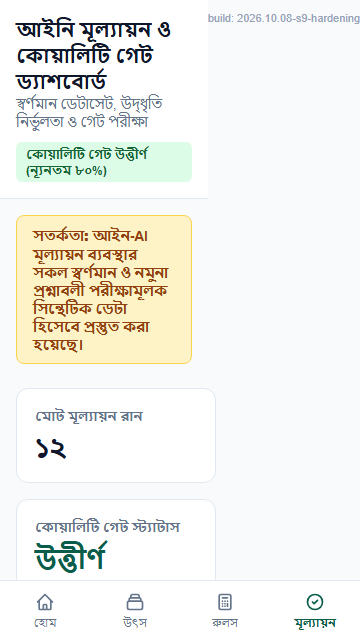 আইনি মূল্যায়ন ও
কোয়ালিটি গেট
ড্যাশবোর্ড
স্বর্ণমান ডেটাসেট, উদ্ধৃতি
নির্ভুলতা ও গেট পরীক্ষা
build: 2026.10.08-s9-hardening
কোয়ালিটি গেট উত্তীর্ণ
(ন্যূনতম ৮০%)
সতর্কতা: আইন-AI
মূল্যায়ন ব্যবস্থার
সকল স্বর্ণমান ও নমুনা
প্রশ্নাবলী পরীক্ষামূলক
সিন্থেটিক ডেটা
হিসেবে প্রস্তুত করা
হয়েছে।
মোট মূল্যায়ন রান
১২
কোয়ালিটি গেট স্ট্যাটাস
উত্তীর্ণ
হোম উৎস রুলস মূল্যায়ন